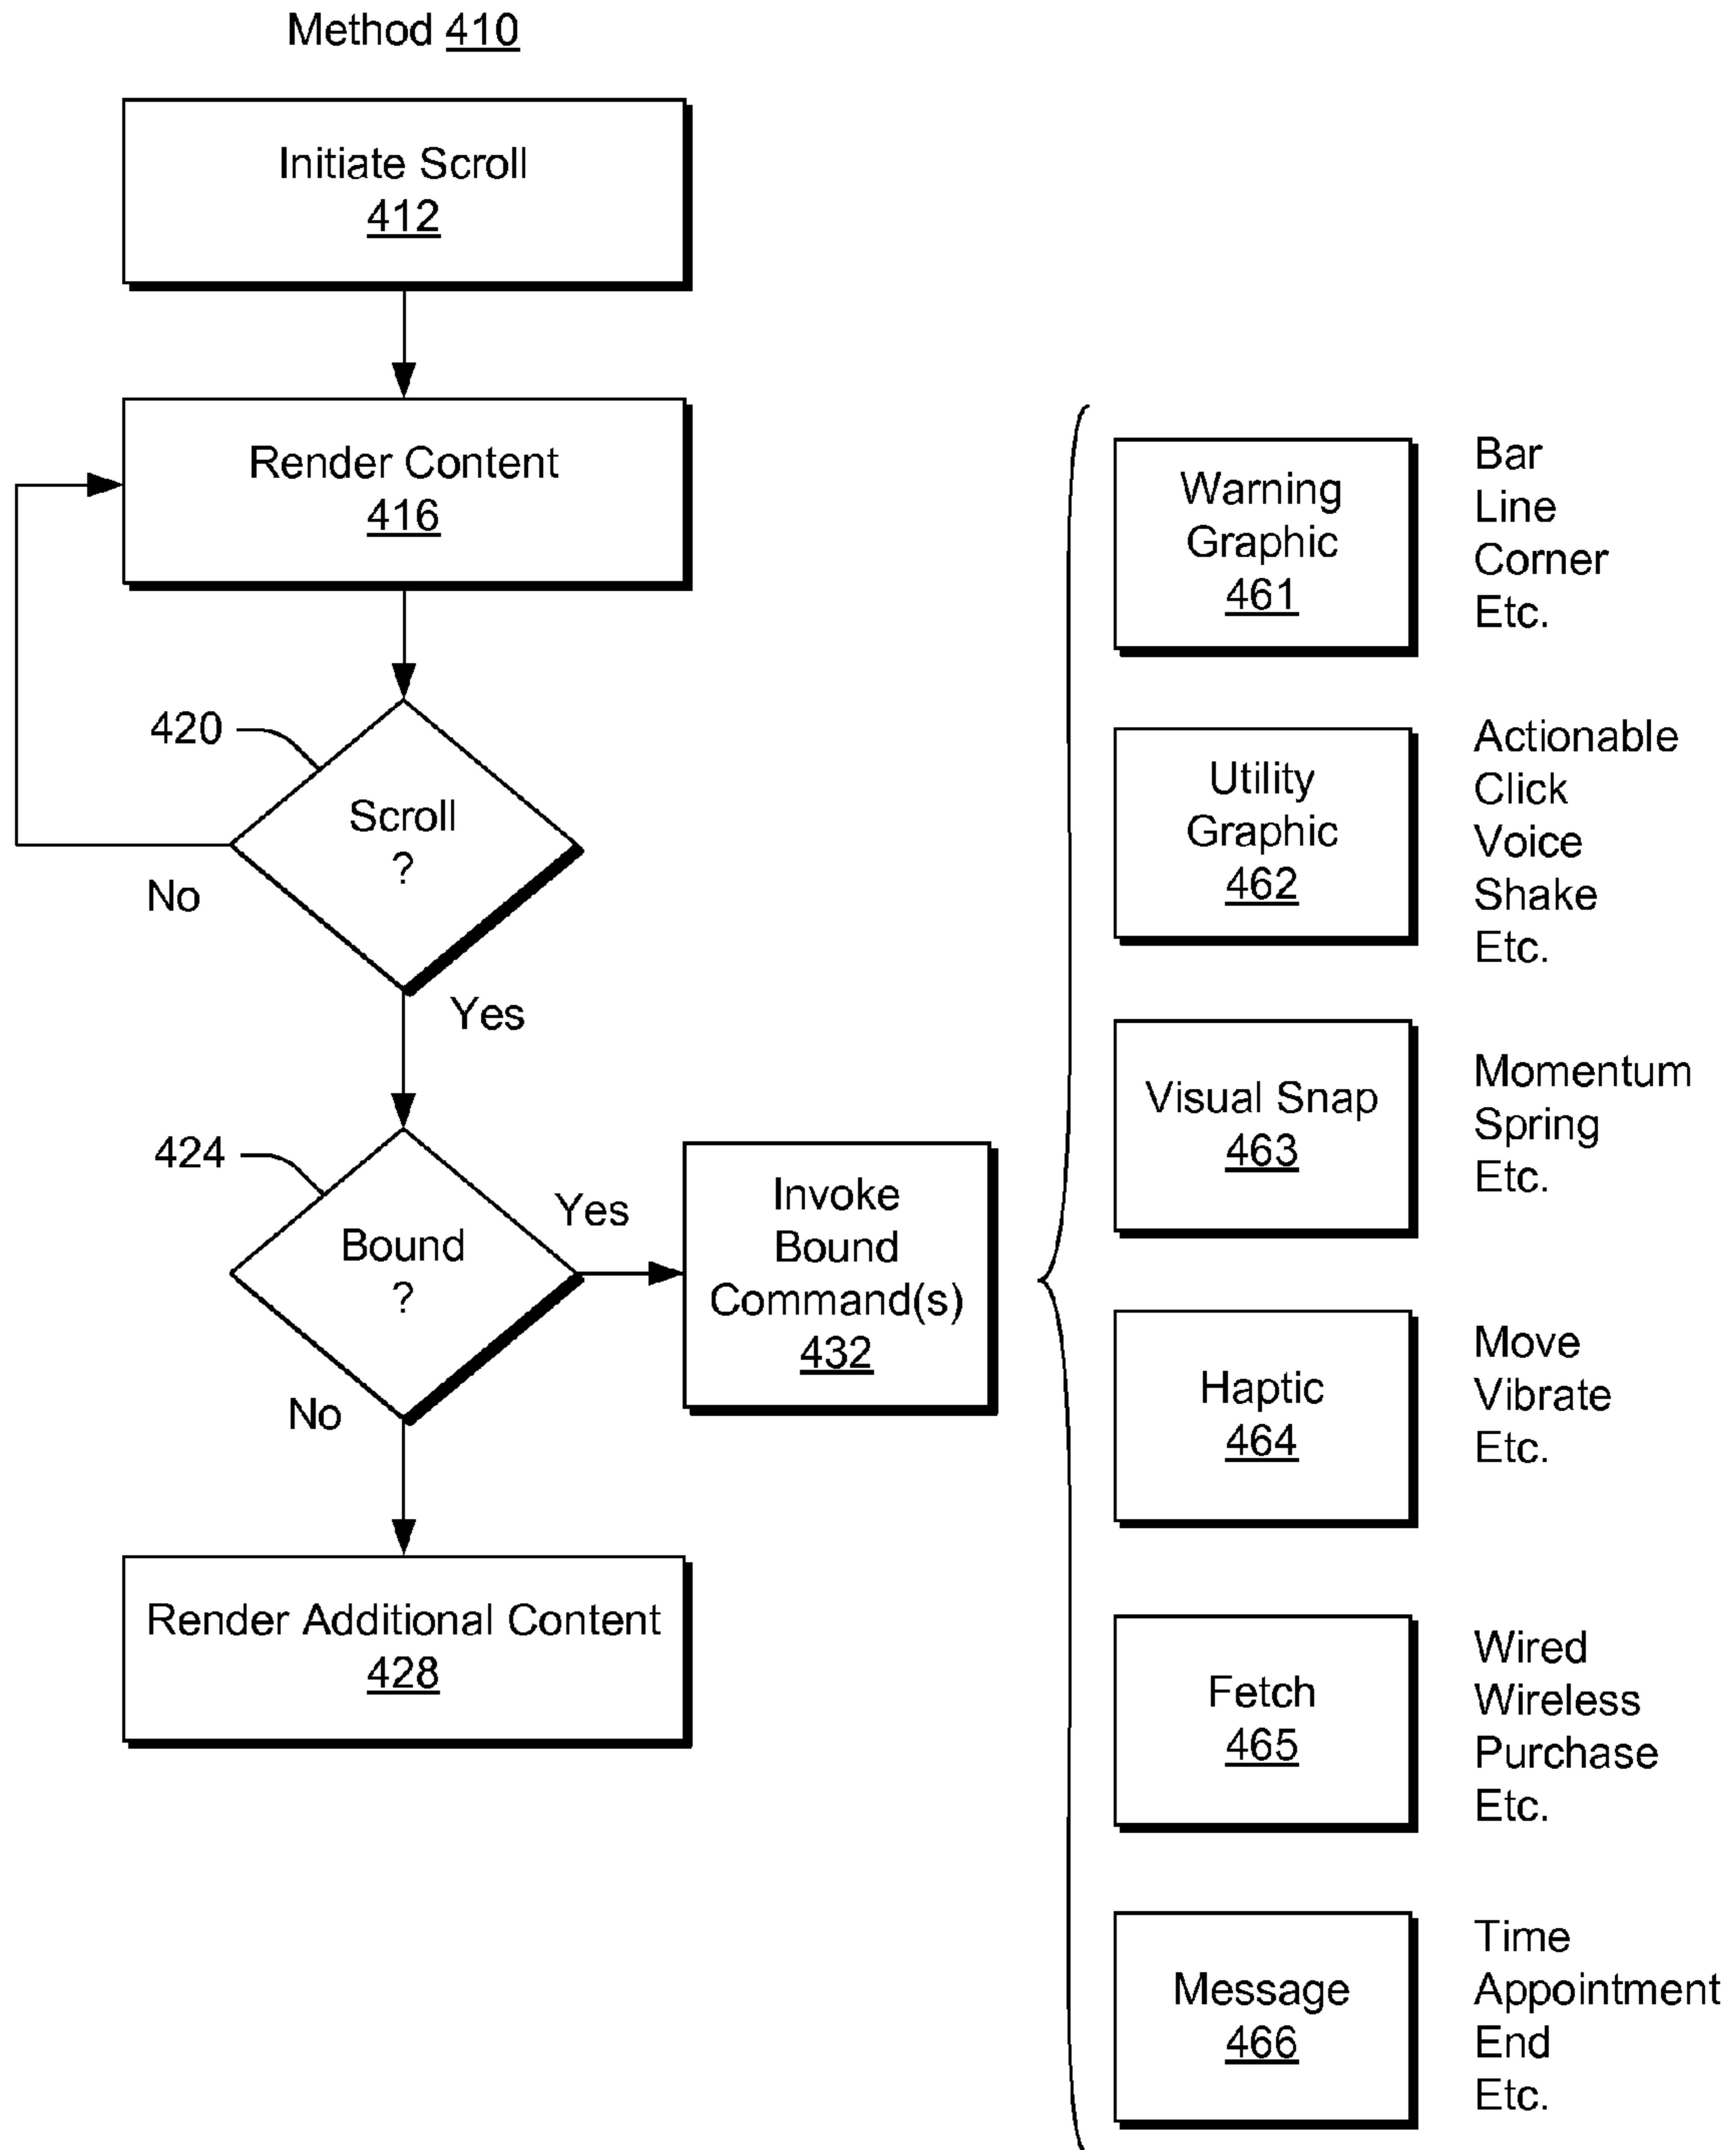 Method 410
Initiate Scroll
412
Render Content
416
420
Scroll
?
No
Yes
424
Bound
?
Yes
No
Invoke
Bound
Command(s)
432
Render Additional Content
428
Warning
Graphic
461
Bar
Line
Corner
Etc.
Utility
Graphic
462
Actionable
Click
Voice
Shake
Etc.
Visual Snap
463
Momentum
Spring
Etc.
Haptic
464
Move
Vibrate
Etc.
Fetch
465
Wired
Wireless
Purchase
Etc.
Message
466
Time
Appointment
End
Etc.